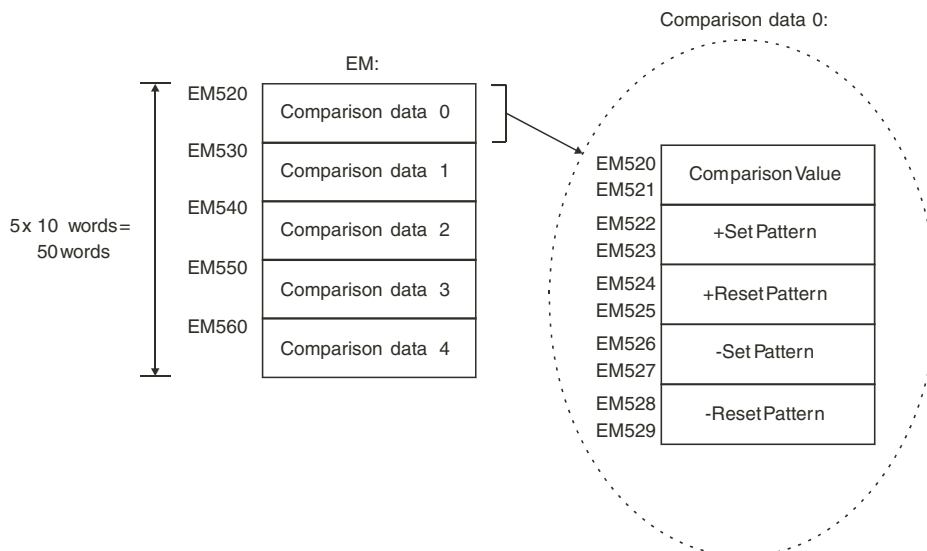 Comparison data 0:
EM:
EM520
Comparison data 0
EM530
Comparison data 1
EM540
Comparison data 2
EM550
Comparison data 3
EM560
Comparison data 4
5 x 10 words =
50 words
EM520
EM521
Comparison Value
EM522
EM523
+Set Pattern
EM524
EM525
+Reset Pattern
EM526
EM527
-Set Pattern
EM528
EM529
-Reset Pattern